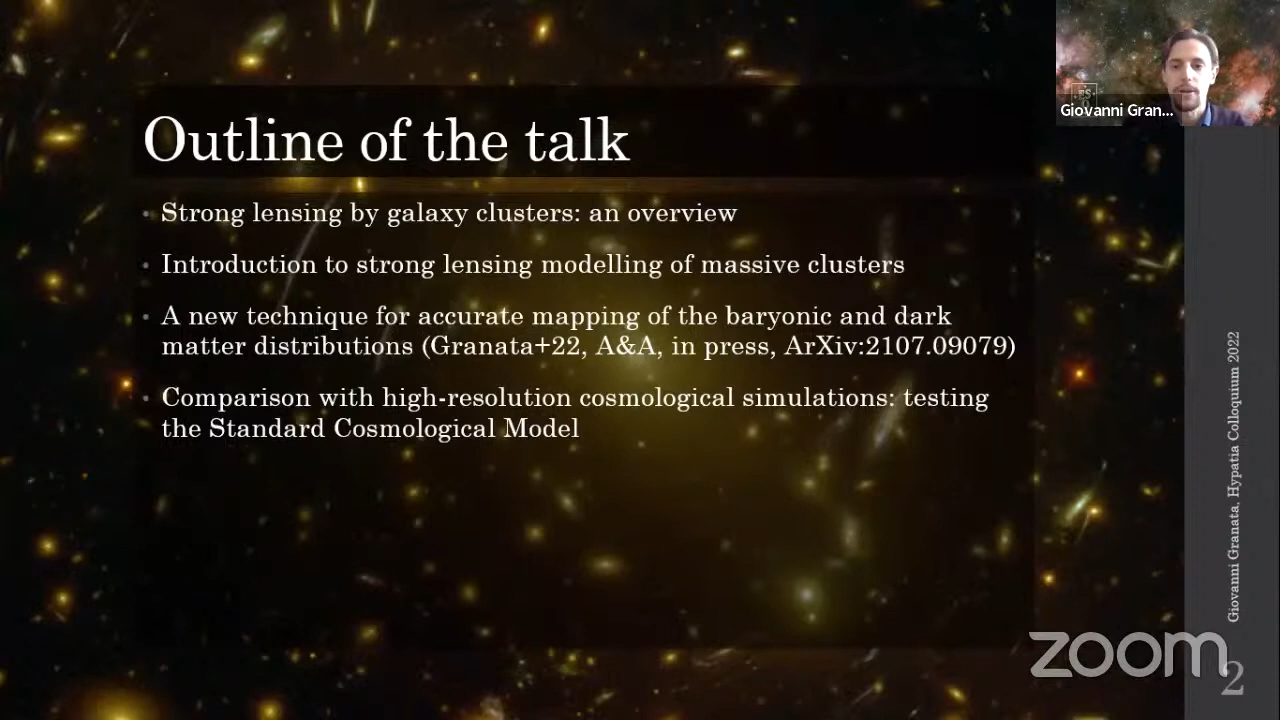 Outline of the talk
Strong lensing by galaxy clusters: an overview
Introduction to strong lensing modelling of massive clusters
A new technique for accurate mapping of the baryonic and dark
matter distributions (Granata+22, A&A, in press, ArXiv:2107.09079)
Comparison with high-resolution cosmological simulations: testing
the Standard Cosmological Model
Giovanni Gran...
Giovanni Granata, Hypatia Colloquium 2022
zoom
2